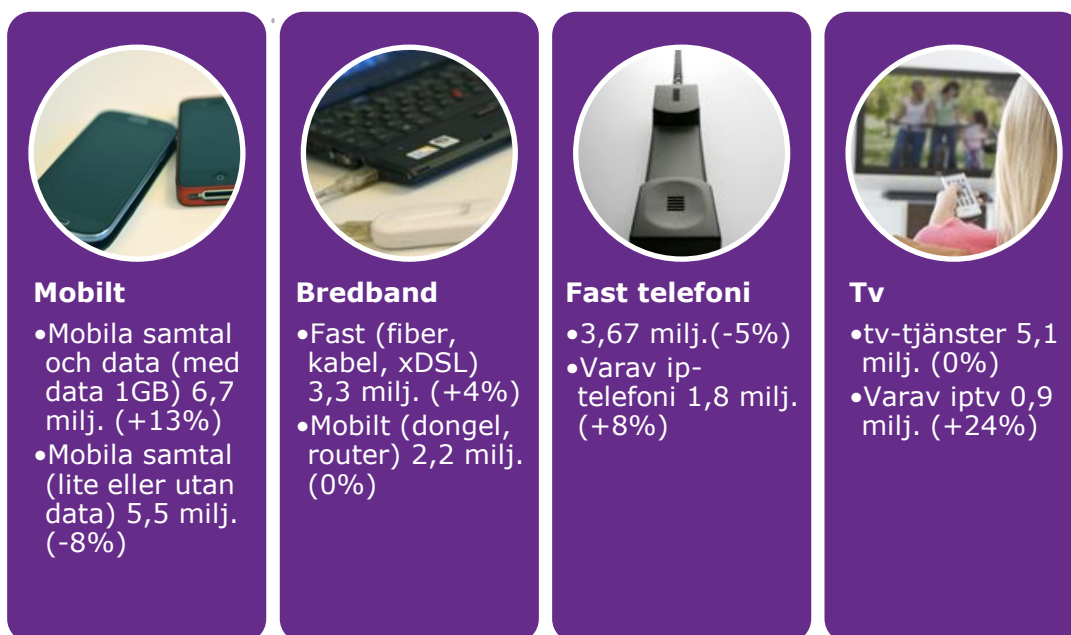 Mobilt
•Mobila samtal
och data (med
data 1GB) 6,7
milj. (+13%)
•Mobila samtal
(lite eller utan
data) 5,5 milj.
(-8%)
Bredband
•Fast (fiber,
kabel, xDSL)
3,3 milj. (+4%)
•Mobilt (dongel,
router) 2,2 milj.
(0%)
Fast telefoni
•3,67 milj.(-5%)
•Varav ip-
telefoni 1,8 milj.
(+8%)
Tv
•tv-tjänster 5,1
milj. (0%)
•Varav iptv 0,9
milj. (+24%)